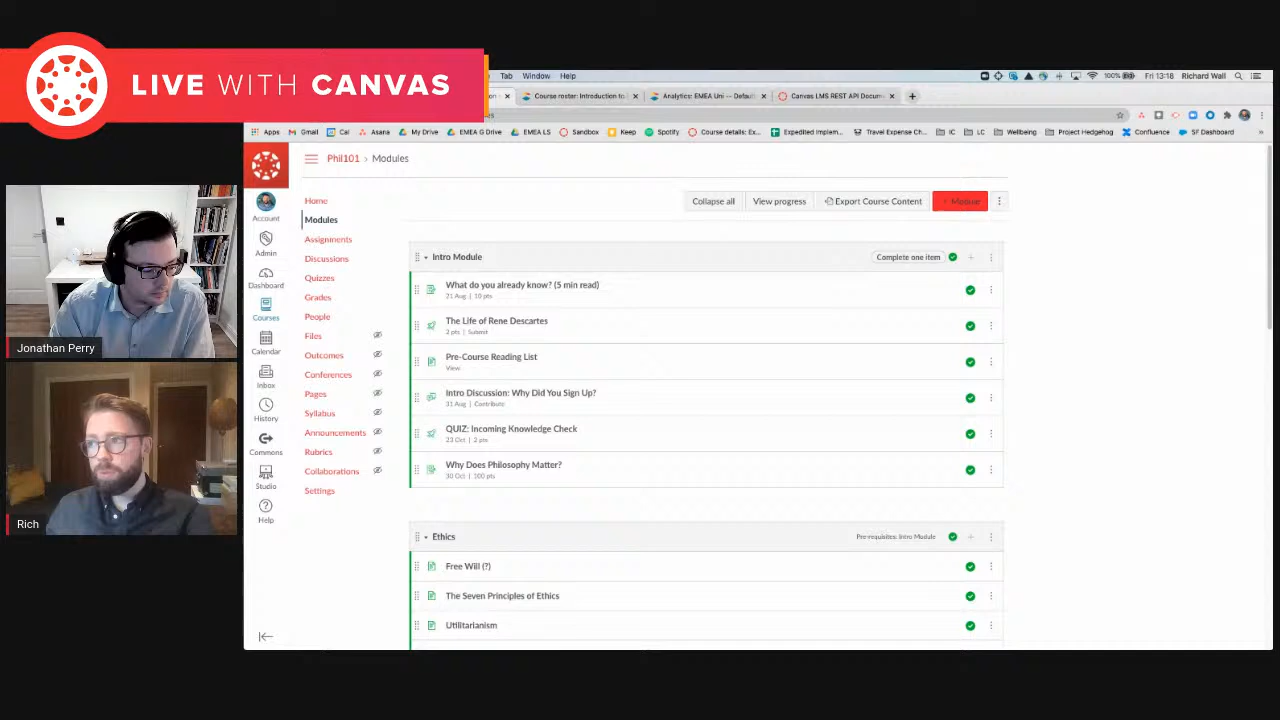 LIVE WITH CANVAS
Tab Window Help
100% Fri 13:18 Richard Wall
Course roster: Introduction to
Analytics: EMEA Uni -- Defau
Canvas LMS REST API Docum
Apps Gmail Cal Asana My Drive EMEA G Drive EMEA LS Sandbox Keep Spotify Course details: Ex... Expedited Implem... Travel Expense Ch... IC LC Wellbeing Project Hedgehog Confluence SF Dashboard »
Phil101 › Modules
Account
Admin
Dashboard
Courses
Calendar
Inbox
History
Commons
Studio
Help
Home
Modules
Assignments
Discussions
Quizzes
Grades
People
Files
Outcomes
Conferences
Pages
Syllabus
Announcements
Rubrics
Collaborations
Settings
Collapse all View progress Export Course Content + Module
Intro Module Complete one item
What do you already know? (5 min read)
21 Aug | 10 pts
The Life of Rene Descartes
2 pts | Submit
Pre-Course Reading List
View
Intro Discussion: Why Did You Sign Up?
31 Aug | Contribute
QUIZ: Incoming Knowledge Check
23 Oct | 2 pts
Why Does Philosophy Matter?
30 Oct | 100 pts
Ethics Prerequisites: Intro Module
Free Will (?)
The Seven Principles of Ethics
Utilitarianism
Jonathan Perry
Rich